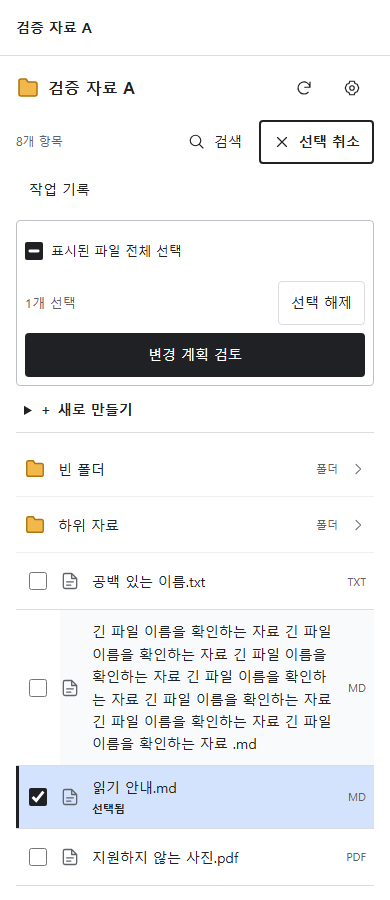 검증 자료 A
검증 자료 A
8개 항목
검색
선택 취소
작업 기록
표시된 파일 전체 선택
1개 선택
선택 해제
변경 계획 검토
+ 새로 만들기
빈 폴더
폴더
하위 자료
폴더
공백 있는 이름.txt
TXT
긴 파일 이름을 확인하는 자료 긴 파일
이름을 확인하는 자료 긴 파일 이름을
확인하는 자료 긴 파일 이름을 확인하
는 자료 긴 파일 이름을 확인하는 자료
긴 파일 이름을 확인하는 자료 긴 파일
이름을 확인하는 자료 .md
MD
읽기 안내.md
선택됨
MD
지원하지 않는 사진.pdf
PDF